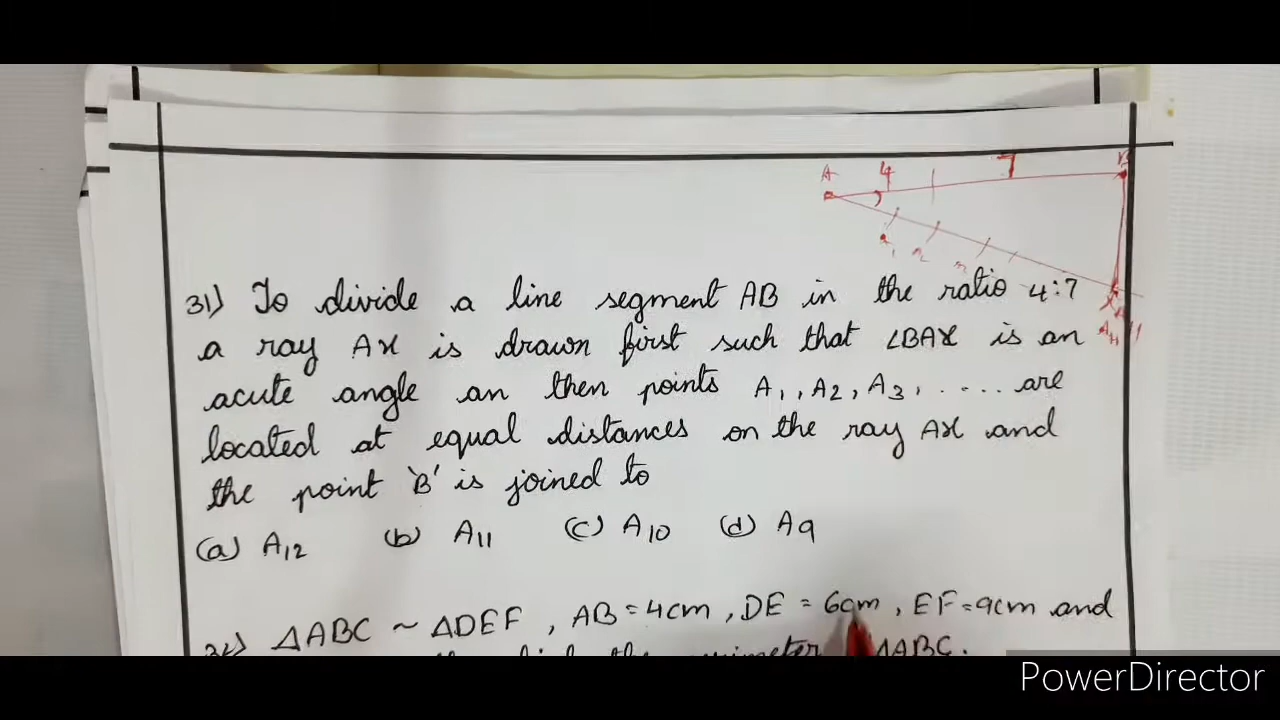 A 4 7 B
31) To divide a line segment AB in the ratio 4:7
a ray AX is drawn first such that ∠BAX is an
acute angle an then points A1, A2, A3, ..... are
located at equal distances on the ray AX and
the point 'B' is joined to
(a) A12 (b) A11 (c) A10 (d) A9
32) △ABC ~ △DEF, AB = 4cm, DE = 6cm, EF = 9cm and
△ABC.
PowerDirector